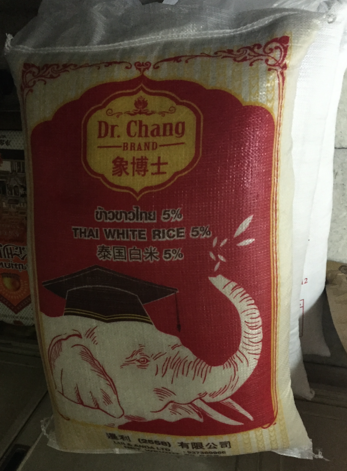 Dr. Chang
BRAND
象博士
ข้าวขาวไทย 5%
THAI WHITE RICE 5%
泰国白米 5%
有限公司